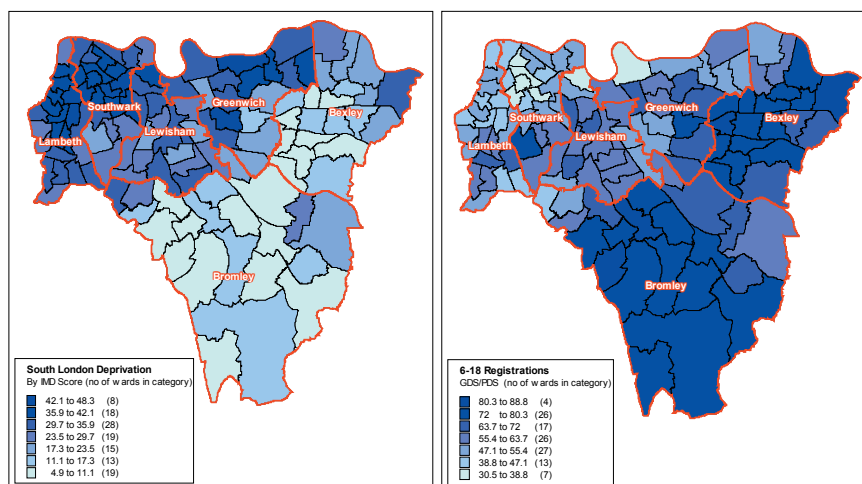 Southwark
Greenwich
Bexley
Lewisham
Lambeth
Bromley
South London Deprivation
By IMD Score (no of wards in category)
42.1 to 48.3 (8)
35.9 to 42.1 (18)
29.7 to 35.9 (28)
23.5 to 29.7 (19)
17.3 to 23.5 (15)
11.1 to 17.3 (13)
4.9 to 11.1 (19)
Greenwich
Southwark
Bexley
Lewisham
Lambeth
Bromley
6-18 Registrations
GDS/PDS (no of wards in category)
80.3 to 88.8 (4)
72 to 80.3 (26)
63.7 to 72 (17)
55.4 to 63.7 (26)
47.1 to 55.4 (27)
38.8 to 47.1 (13)
30.5 to 38.8 (7)